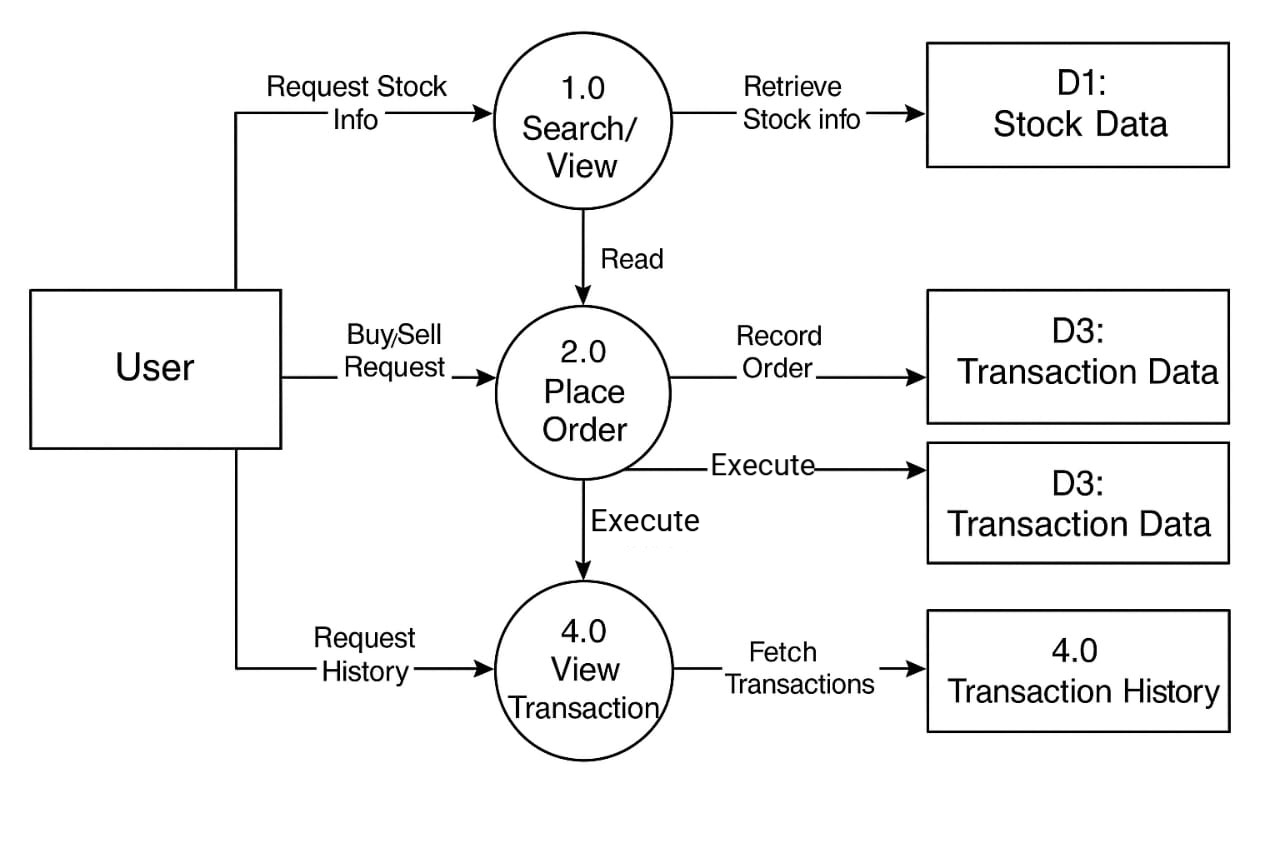 Request Stock
Info
1.0
Search/
View
Retrieve
Stock info
D1:
Stock Data
Read
User
Buy/Sell
Request
2.0
Place
Order
Record
Order
D3:
Transaction Data
Execute
D3:
Transaction Data
Execute
Request
History
4.0
View
Transaction
Fetch
Transactions
4.0
Transaction History